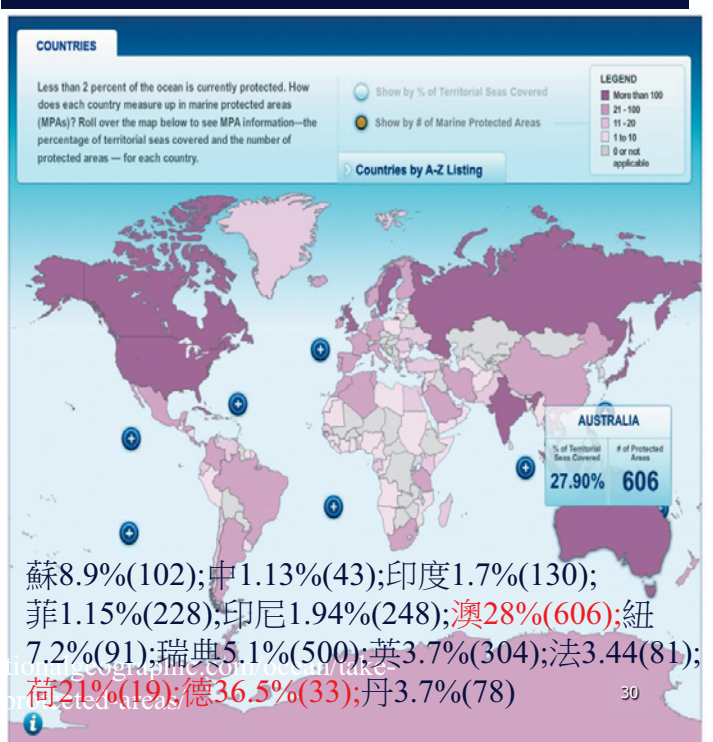 COUNTRIES
Less than 2 percent of the ocean is currently protected. How
does each country measure up in marine protected areas
(MPAs)? Roll over the map below to see MPA information—the
percentage of territorial seas covered and the number of
protected areas — for each country.
Show by % of Territorial Seas Covered
Show by # of Marine Protected Areas
Countries by A-Z Listing
LEGEND
More than 100
21 - 100
11 - 20
1 to 10
0 or not
applicable
AUSTRALIA
% of Territorial
Seas Covered
# of Protected
Areas
27.90%
606
蘇8.9%(102);中1.13%(43);印度1.7%(130);
菲1.15%(228);印尼1.94%(248);澳28%(606);紐
7.2%(91);瑞典5.1%(500);英3.7%(304);法3.44(81);
荷21%(19);德36.5%(33);丹3.7%(78)
tionalgeographic.com/ocean/take-
protected-areas/
30